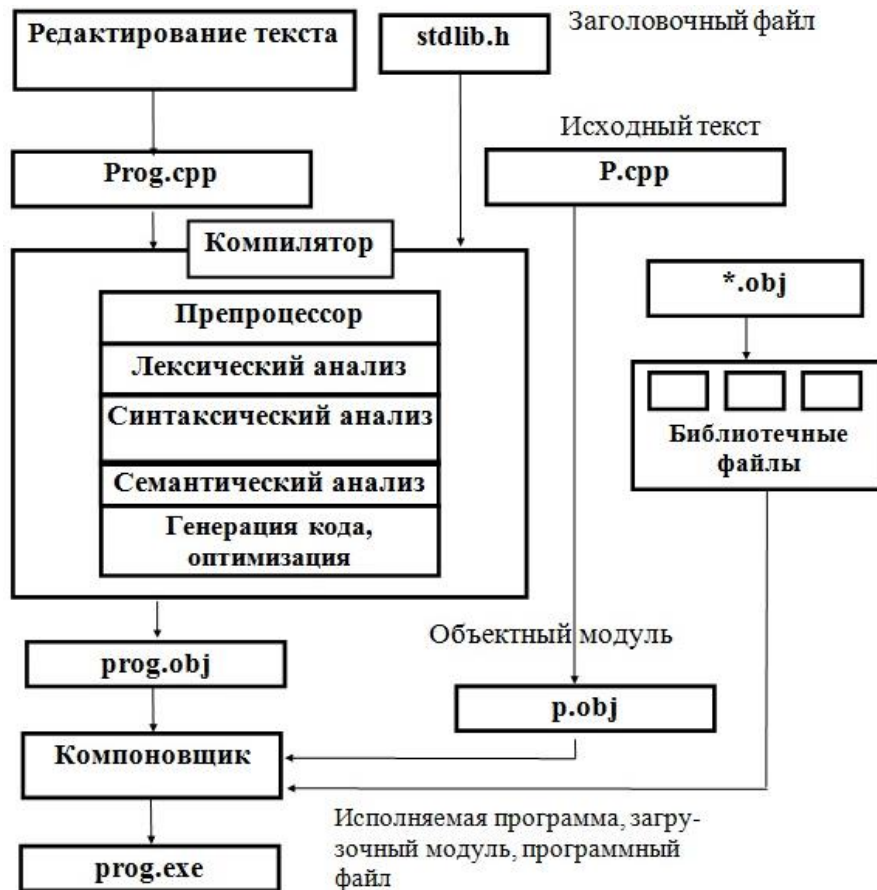 Редактирование текста
stdlib.h
Заголовочный файл
Исходный текст
Prog.cpp
P.cpp
Компилятор
*.obj
Препроцессор
Лексический анализ
Синтаксический анализ
Библиотечные
файлы
Семантический анализ
Генерация кода,
оптимизация
Объектный модуль
prog.obj
p.obj
Компоновщик
Исполняемая программа, загру-
зочный модуль, программный
файл
prog.exe